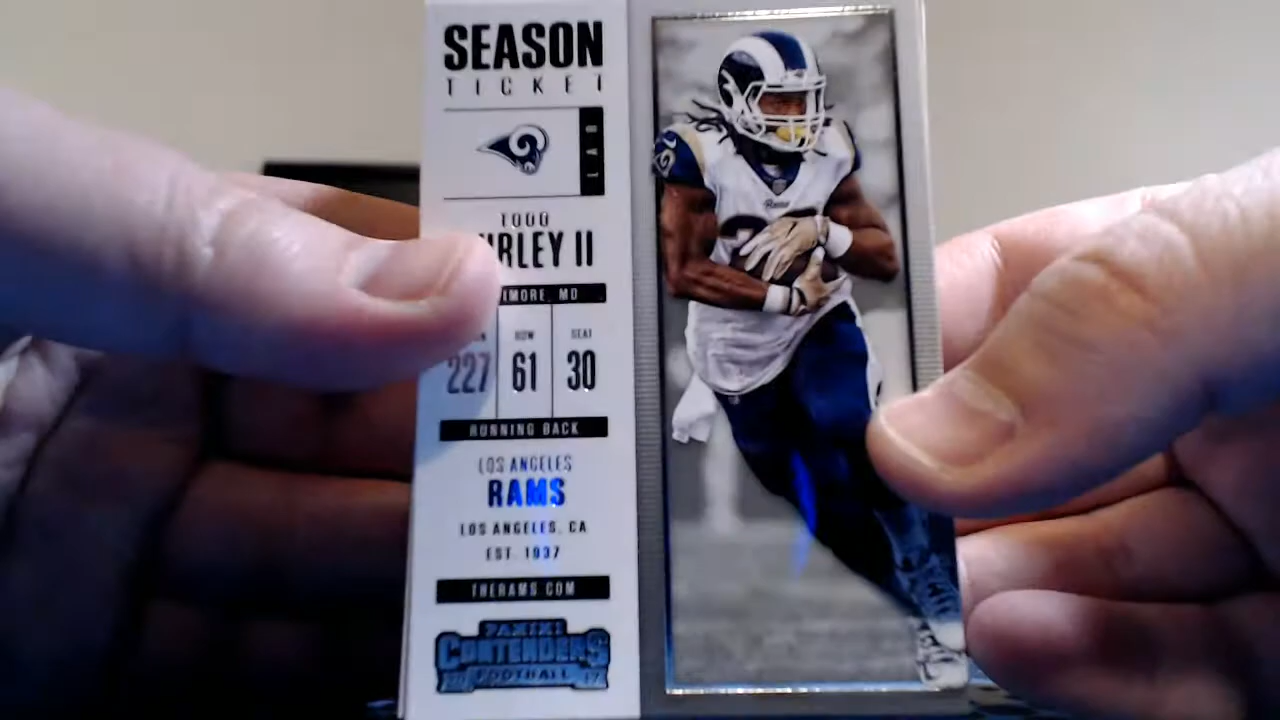 SEASON
TICKET
LAR
TODD
URLEY II
IMORE, MD
ROW
SEAT
227
61
30
RUNNING BACK
LOS ANGELES
RAMS
LOS ANGELES, CA
EST. 1937
THERAMS.COM
PANINI
CONTENDERS
FOOTBALL